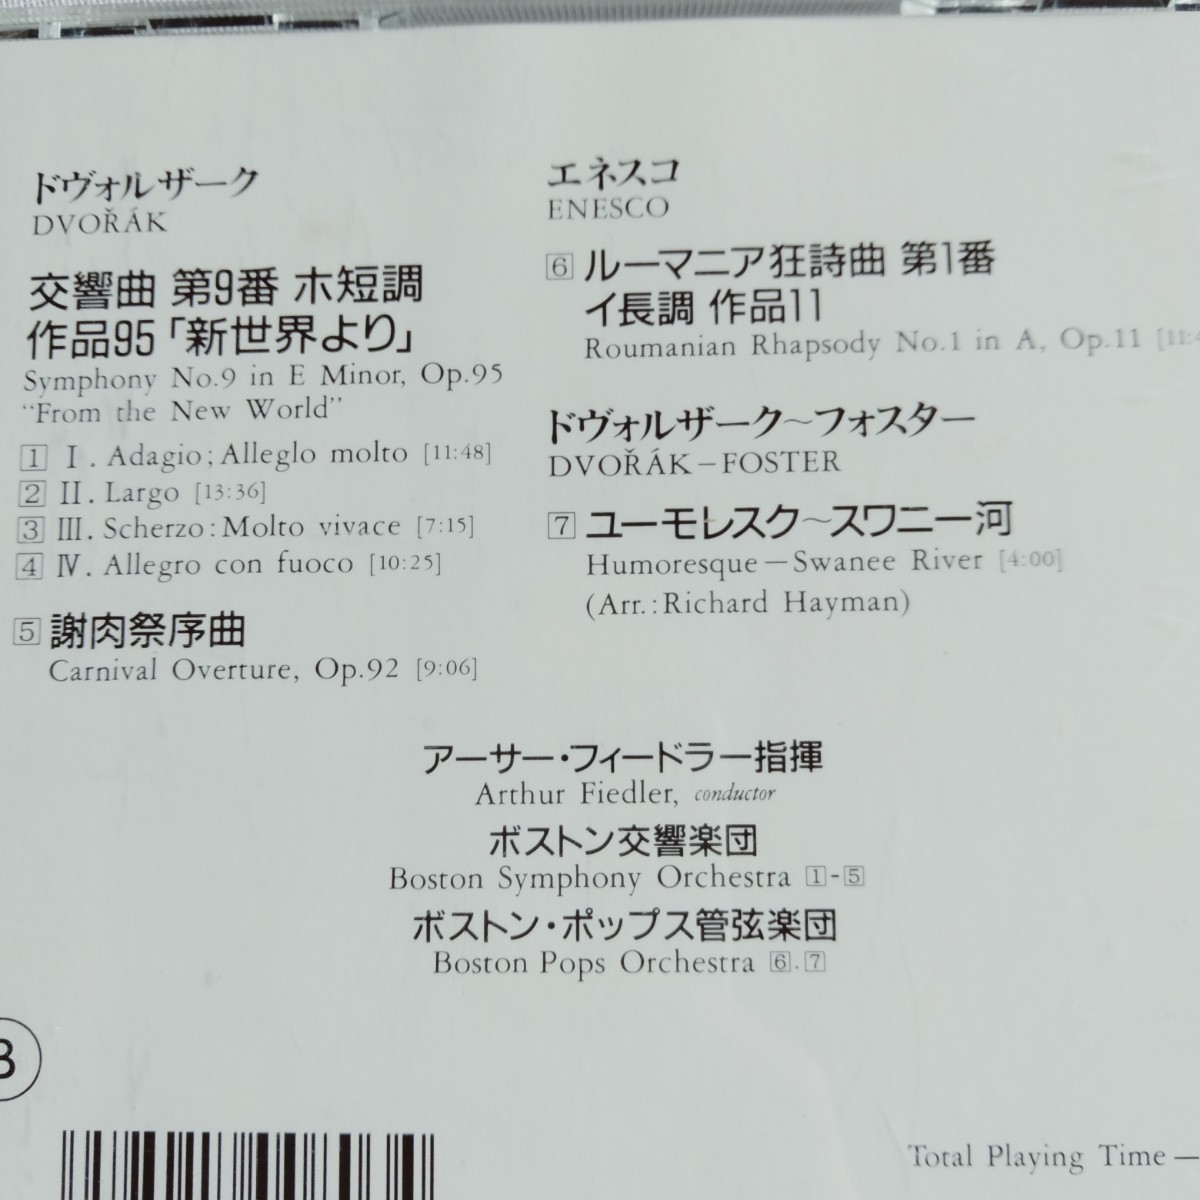 ドヴォルザーク
DVOŘÁK
交響曲 第9番 ホ短調
作品95「新世界より」
Symphony No.9 in E Minor, Op.95
“From the New World”
1 I. Adagio; Alleglo molto [11:48]
2 II. Largo [13:36]
3 III. Scherzo: Molto vivace [7:15]
4 IV. Allegro con fuoco [10:25]
5 謝肉祭序曲
Carnival Overture, Op.92 [9:06]
エネスコ
ENESCO
6 ルーマニア狂詩曲 第1番
イ長調 作品11
Roumanian Rhapsody No.1 in A, Op.11
ドヴォルザーク～フォスター
DVOŘÁK–FOSTER
7 ユーモレスク～スワニー河
Humoresque — Swanee River [4:00]
(Arr.: Richard Hayman)
アーサー・フィードラー指揮
Arthur Fiedler, conductor
ボストン交響楽団
Boston Symphony Orchestra 1-5
ボストン・ポップス管弦楽団
Boston Pops Orchestra 6.7
Total Playing Time —